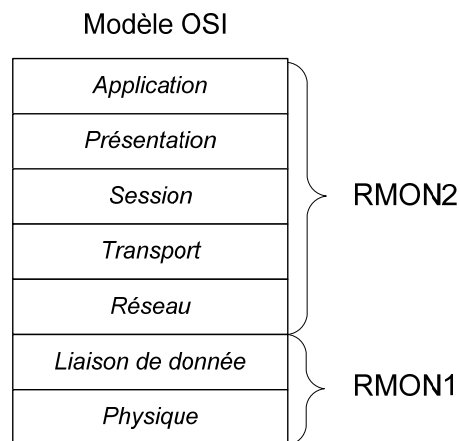 Modèle OSI
Application
Présentation
Session
Transport
Réseau
RMON2
Liaison de donnée
Physique
RMON1